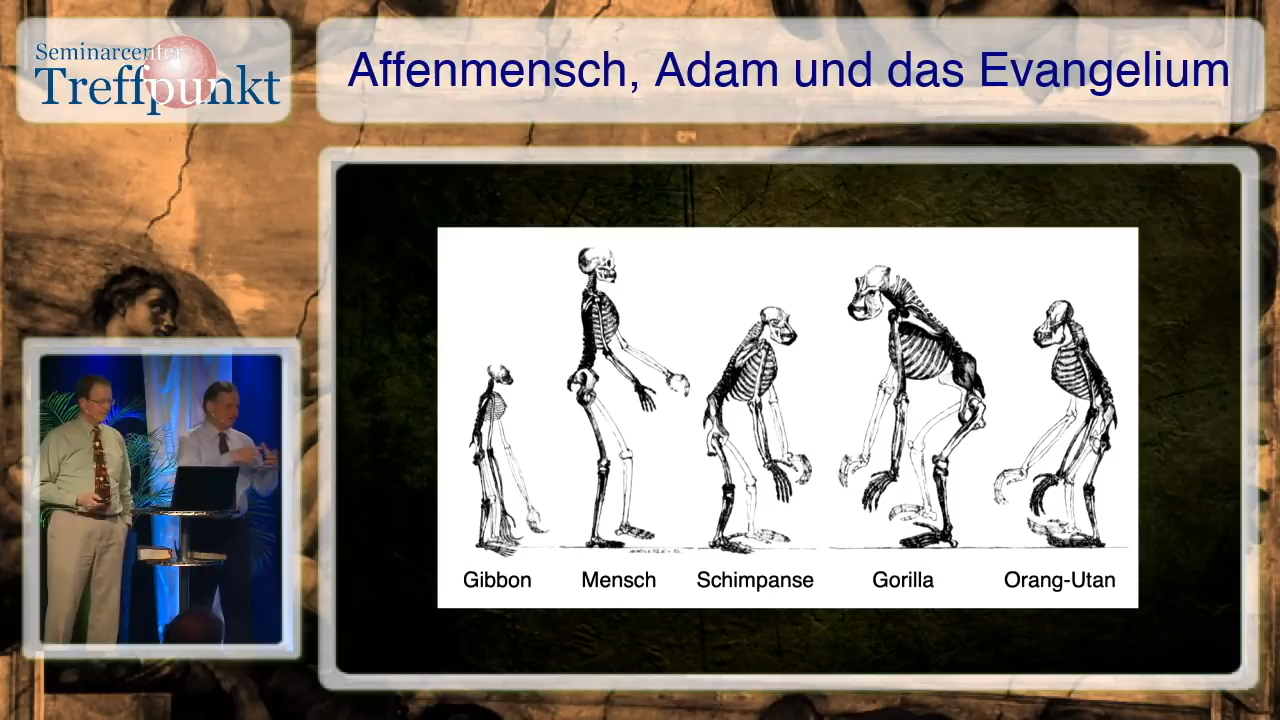 Seminarcenter
Treffpunkt
Affenmensch, Adam und das Evangelium
Gibbon
Mensch
Schimpanse
Gorilla
Orang-Utan